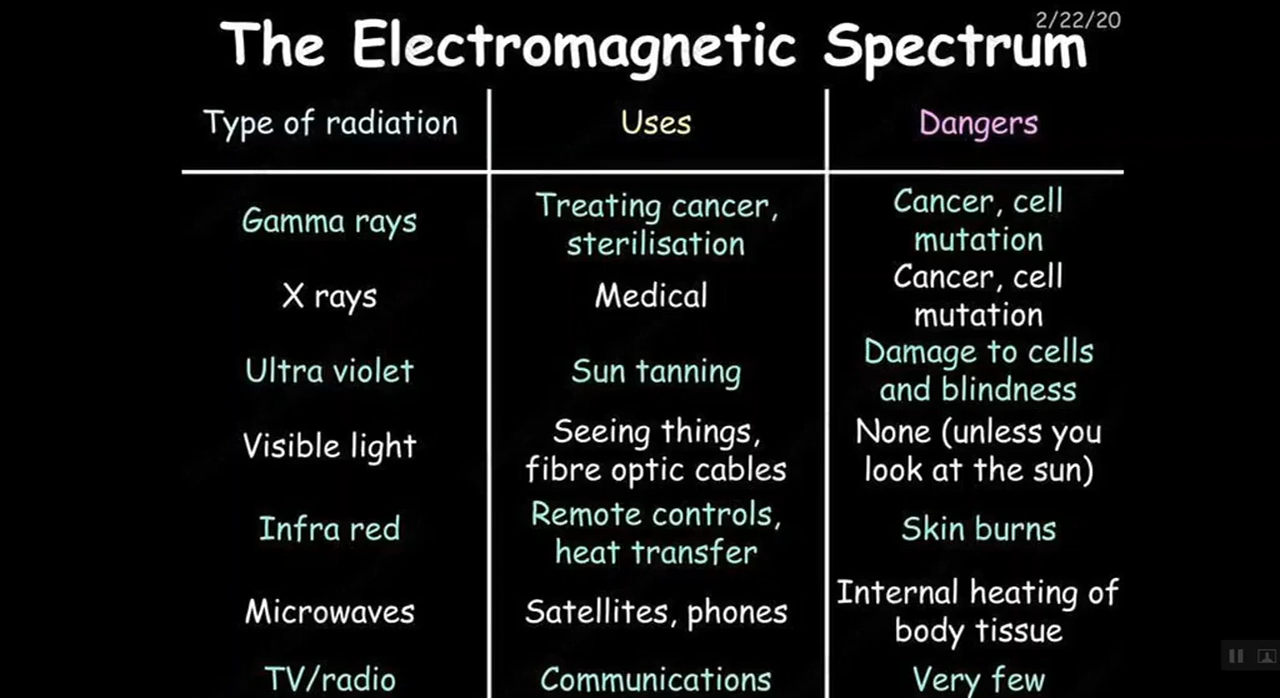 2/22/20
The Electromagnetic Spectrum
Type of radiation
Uses
Dangers
Gamma rays
Treating cancer,
sterilisation
Cancer, cell
mutation
X rays
Medical
Cancer, cell
mutation
Ultra violet
Sun tanning
Damage to cells
and blindness
Visible light
Seeing things,
fibre optic cables
None (unless you
look at the sun)
Infra red
Remote controls,
heat transfer
Skin burns
Microwaves
Satellites, phones
Internal heating of
body tissue
TV/radio
Communications
Very few